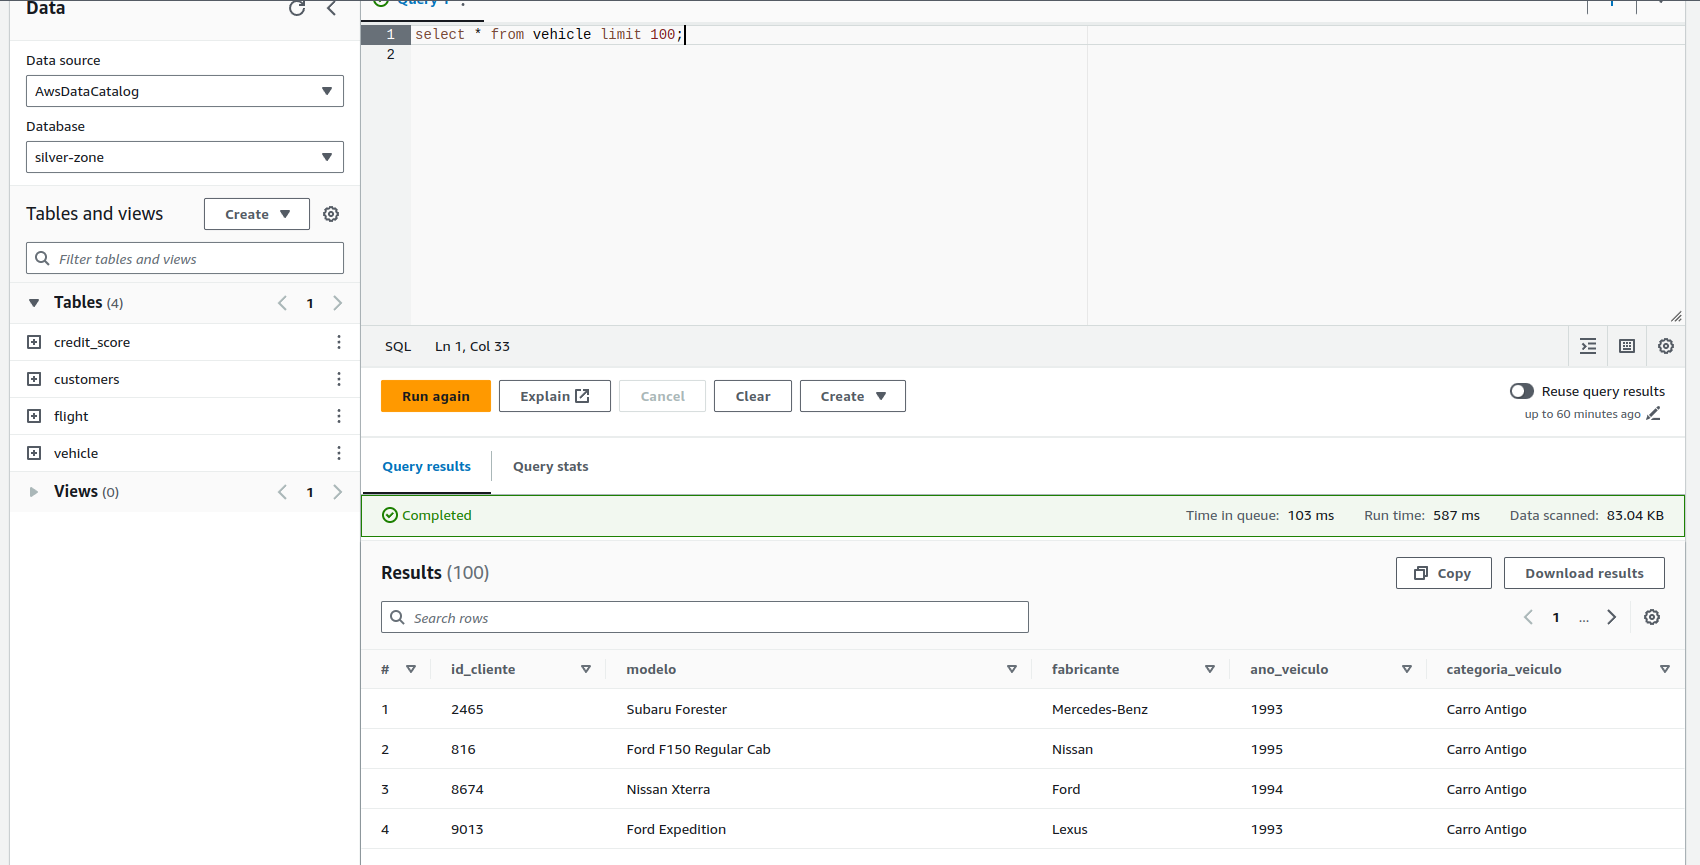 Data
Query 1
Data source
AwsDataCatalog
Database
silver-zone
Tables and views
Create
Filter tables and views
Tables (4)
1
credit_score
customers
flight
vehicle
Views (0)
1
1 select * from vehicle limit 100;
2
SQL Ln 1, Col 33
Run again Explain Cancel Clear Create
Reuse query results
up to 60 minutes ago
Query results Query stats
Completed Time in queue: 103 ms Run time: 587 ms Data scanned: 83.04 KB
Results (100) Copy Download results
Search rows 1 ...
# id_cliente modelo fabricante ano_veiculo categoria_veiculo
1 2465 Subaru Forester Mercedes-Benz 1993 Carro Antigo
2 816 Ford F150 Regular Cab Nissan 1995 Carro Antigo
3 8674 Nissan Xterra Ford 1994 Carro Antigo
4 9013 Ford Expedition Lexus 1993 Carro Antigo